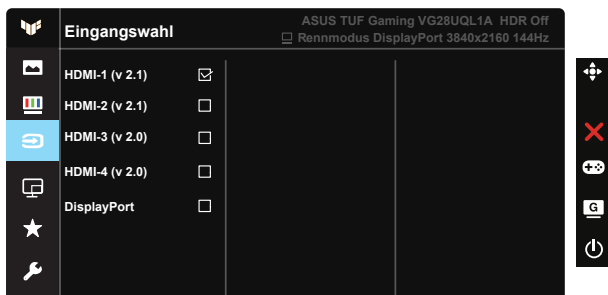 Eingangswahl
ASUS TUF Gaming VG28UQL1A HDR Off
Rennmodus DisplayPort 3840x2160 144Hz
HDMI-1 (v 2.1)
HDMI-2 (v 2.1)
HDMI-3 (v 2.0)
HDMI-4 (v 2.0)
DisplayPort
G